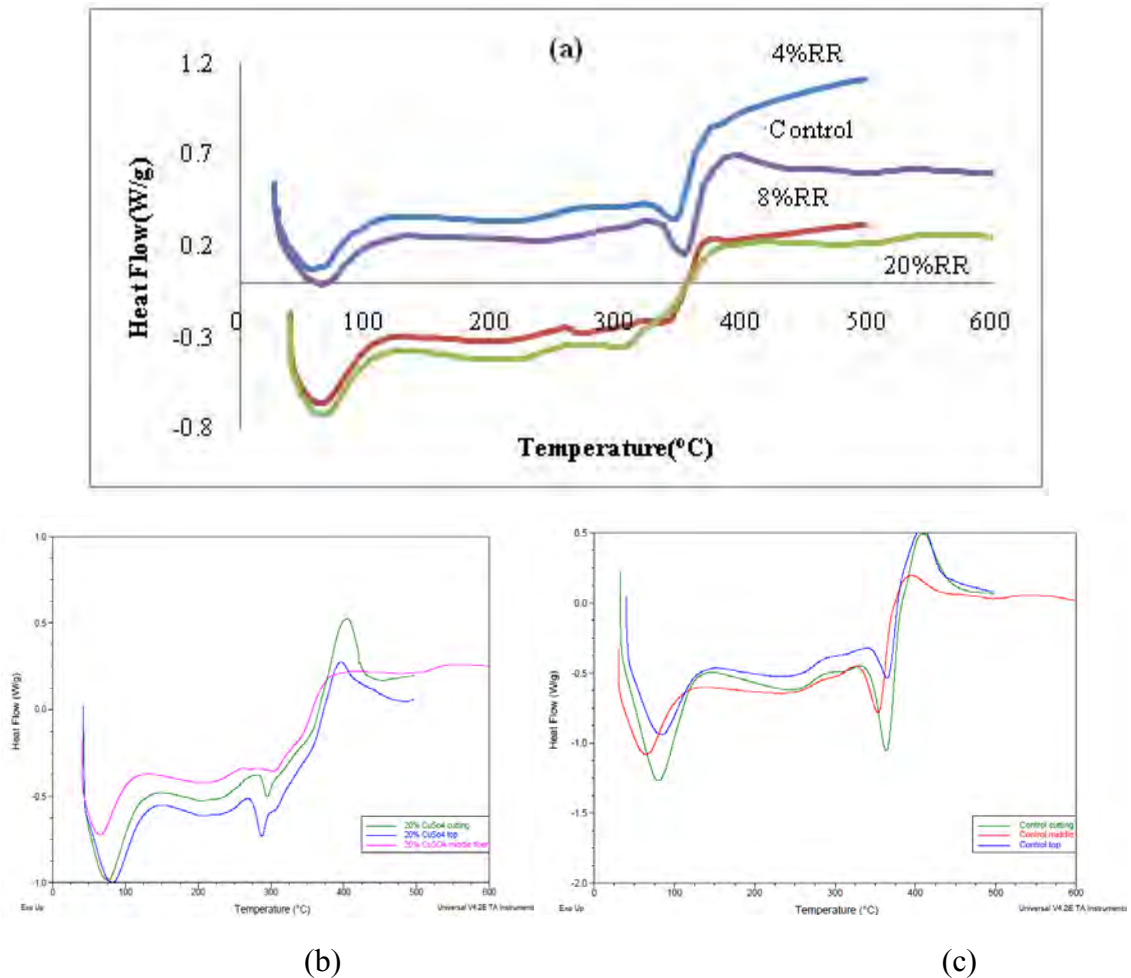 (a)
4%RR
Control
8%RR
20%RR
1.2
0.7
0.2
-0.3
-0.8
0 100 200 300 400 500 600
Heat Flow(W/g)
Temperature(°C)
1.0
0.5
0.0
-0.5
-1.0
0 100 200 300 400 500 600
Heat Flow (W/g)
20% CuSo4 cutting
20% CuSo4 top
20% CuSO4 middle fiber
Exo Up Temperature (°C) Universal V4.2E TA Instruments
0.5
0.0
-0.5
-1.0
-1.5
-2.0
0 100 200 300 400 500 600
Heat Flow (W/g)
Control cutting
Control middle
Control top
Exo Up Temperature (°C) Universal V4.2E TA Instruments
(b) (c)